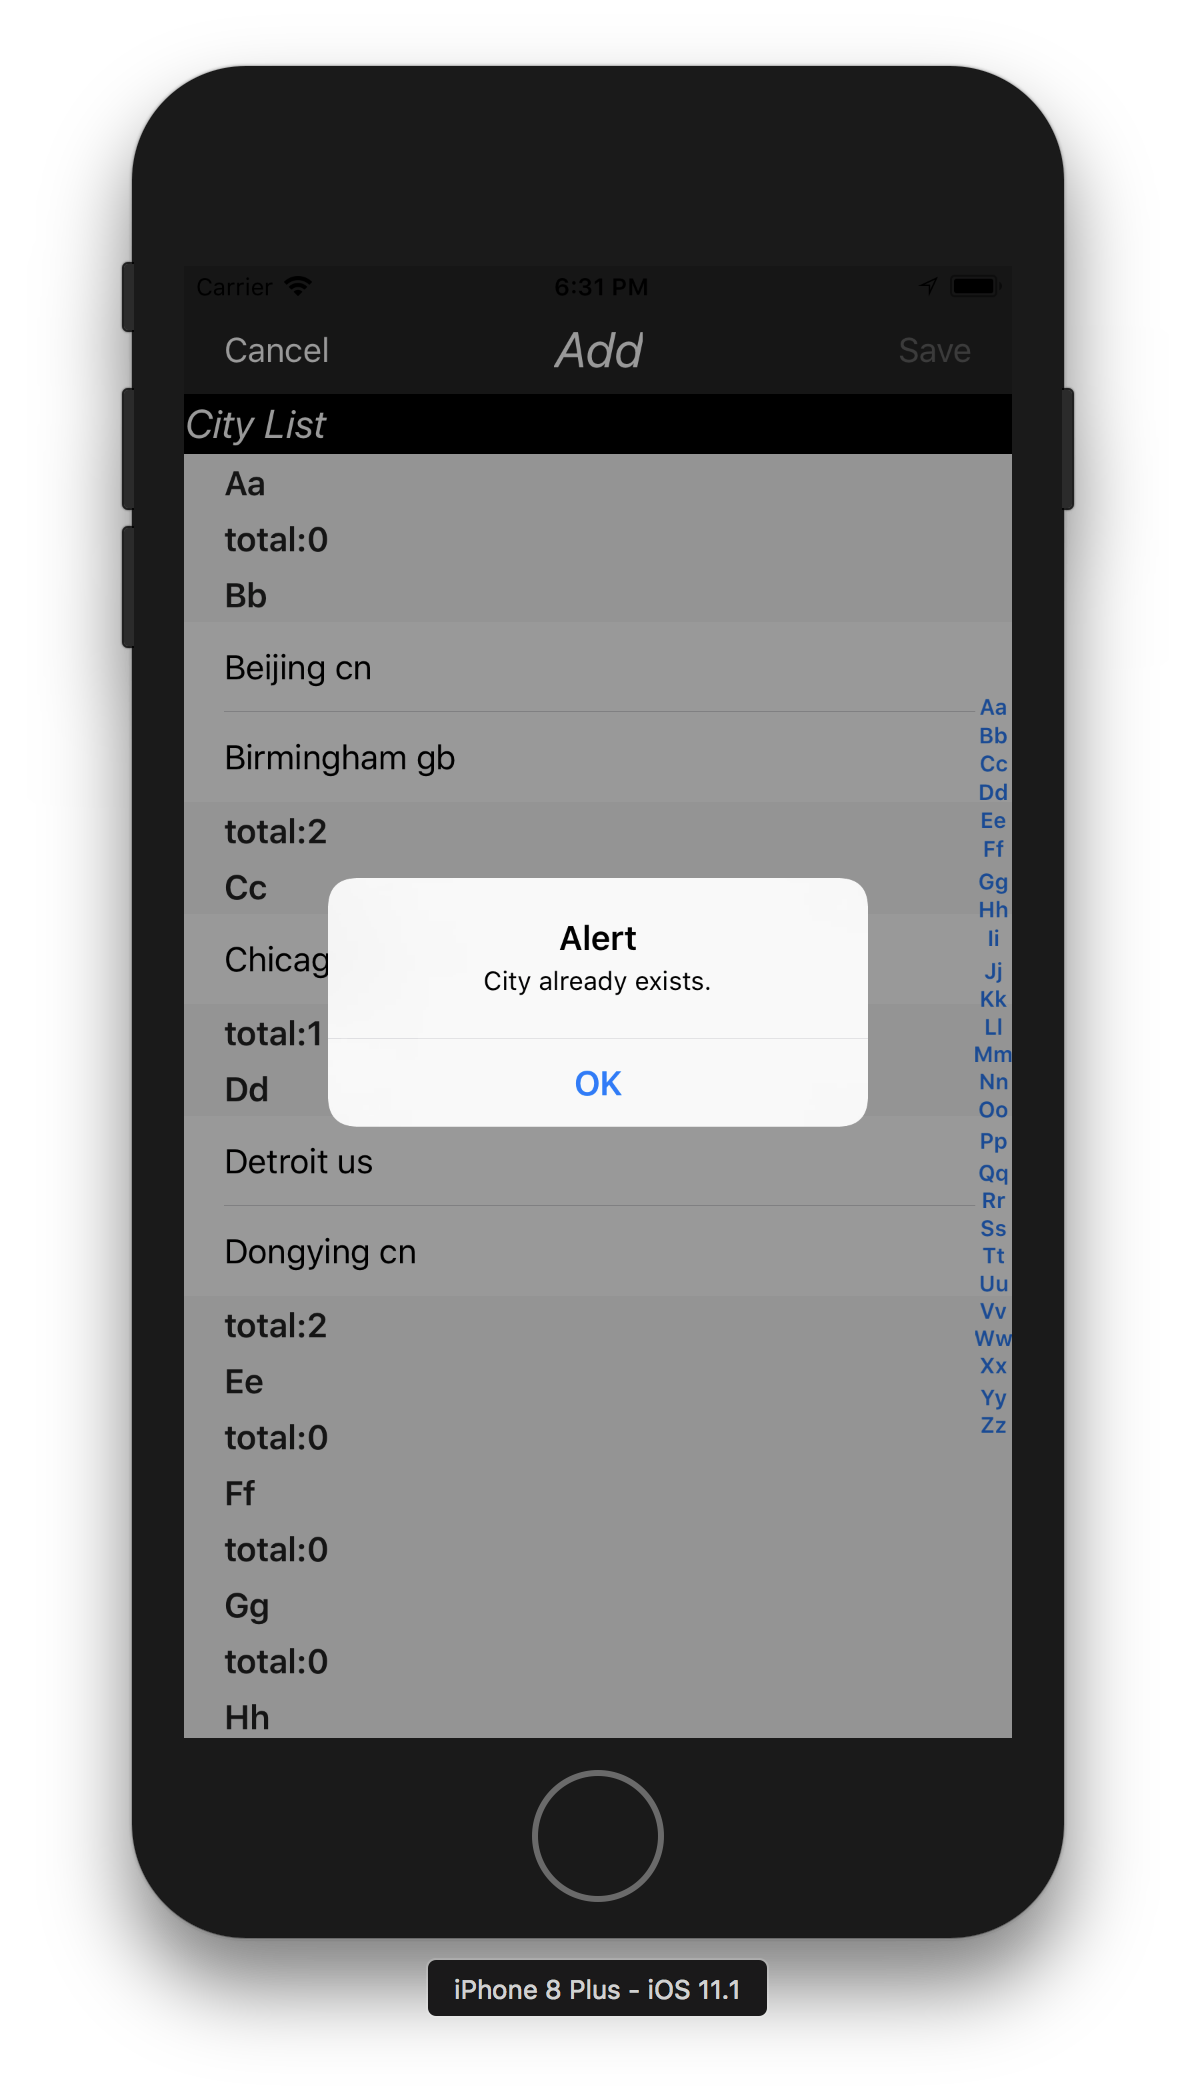 Carrier 6:31 PM
Cancel Add Save
City List
Aa
total:0
Bb
Beijing cn
Birmingham gb
total:2
Cc
Chicag
total:1
Dd
Detroit us
Dongying cn
total:2
Ee
total:0
Ff
total:0
Gg
total:0
Hh
Alert
City already exists.
OK
Aa
Bb
Cc
Dd
Ee
Ff
Gg
Hh
Ii
Jj
Kk
Ll
Mm
Nn
Oo
Pp
Qq
Rr
Ss
Tt
Uu
Vv
Ww
Xx
Yy
Zz
iPhone 8 Plus - iOS 11.1